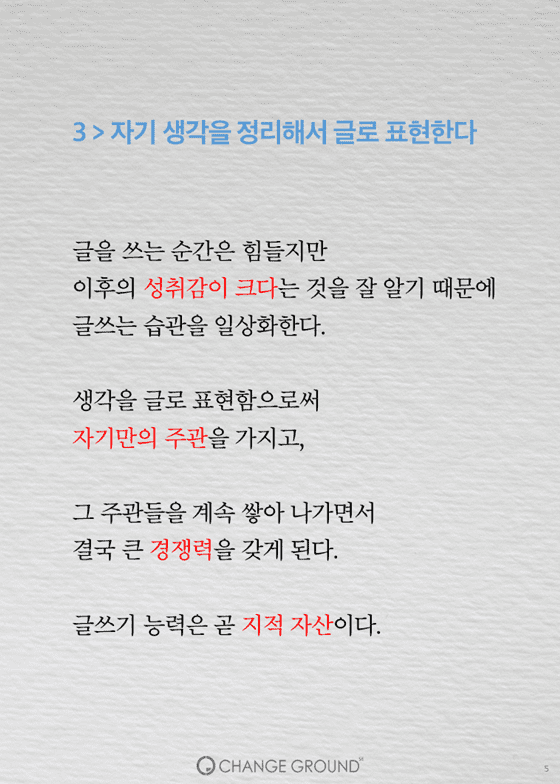 3 > 자기 생각을 정리해서 글로 표현한다
글을 쓰는 순간은 힘들지만
이후의 성취감이 크다는 것을 잘 알기 때문에
글쓰는 습관을 일상화한다.
생각을 글로 표현함으로써
자기만의 주관을 가지고,
그 주관들을 계속 쌓아 나가면서
결국 큰 경쟁력을 갖게 된다.
글쓰기 능력은 곧 지적 자산이다.
CHANGE GROUND
5